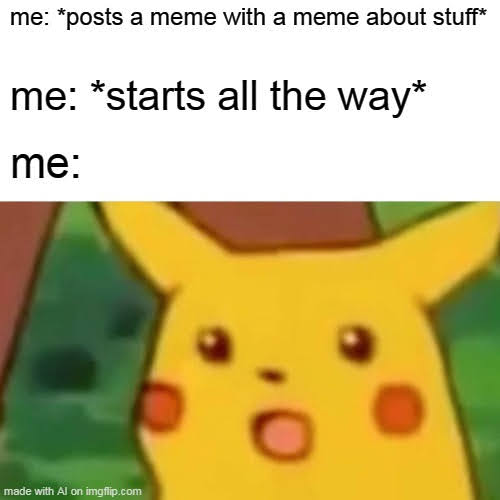 me: *posts a meme with a meme about stuff*
me: *starts all the way*
me:
made with AI on imgflip.com